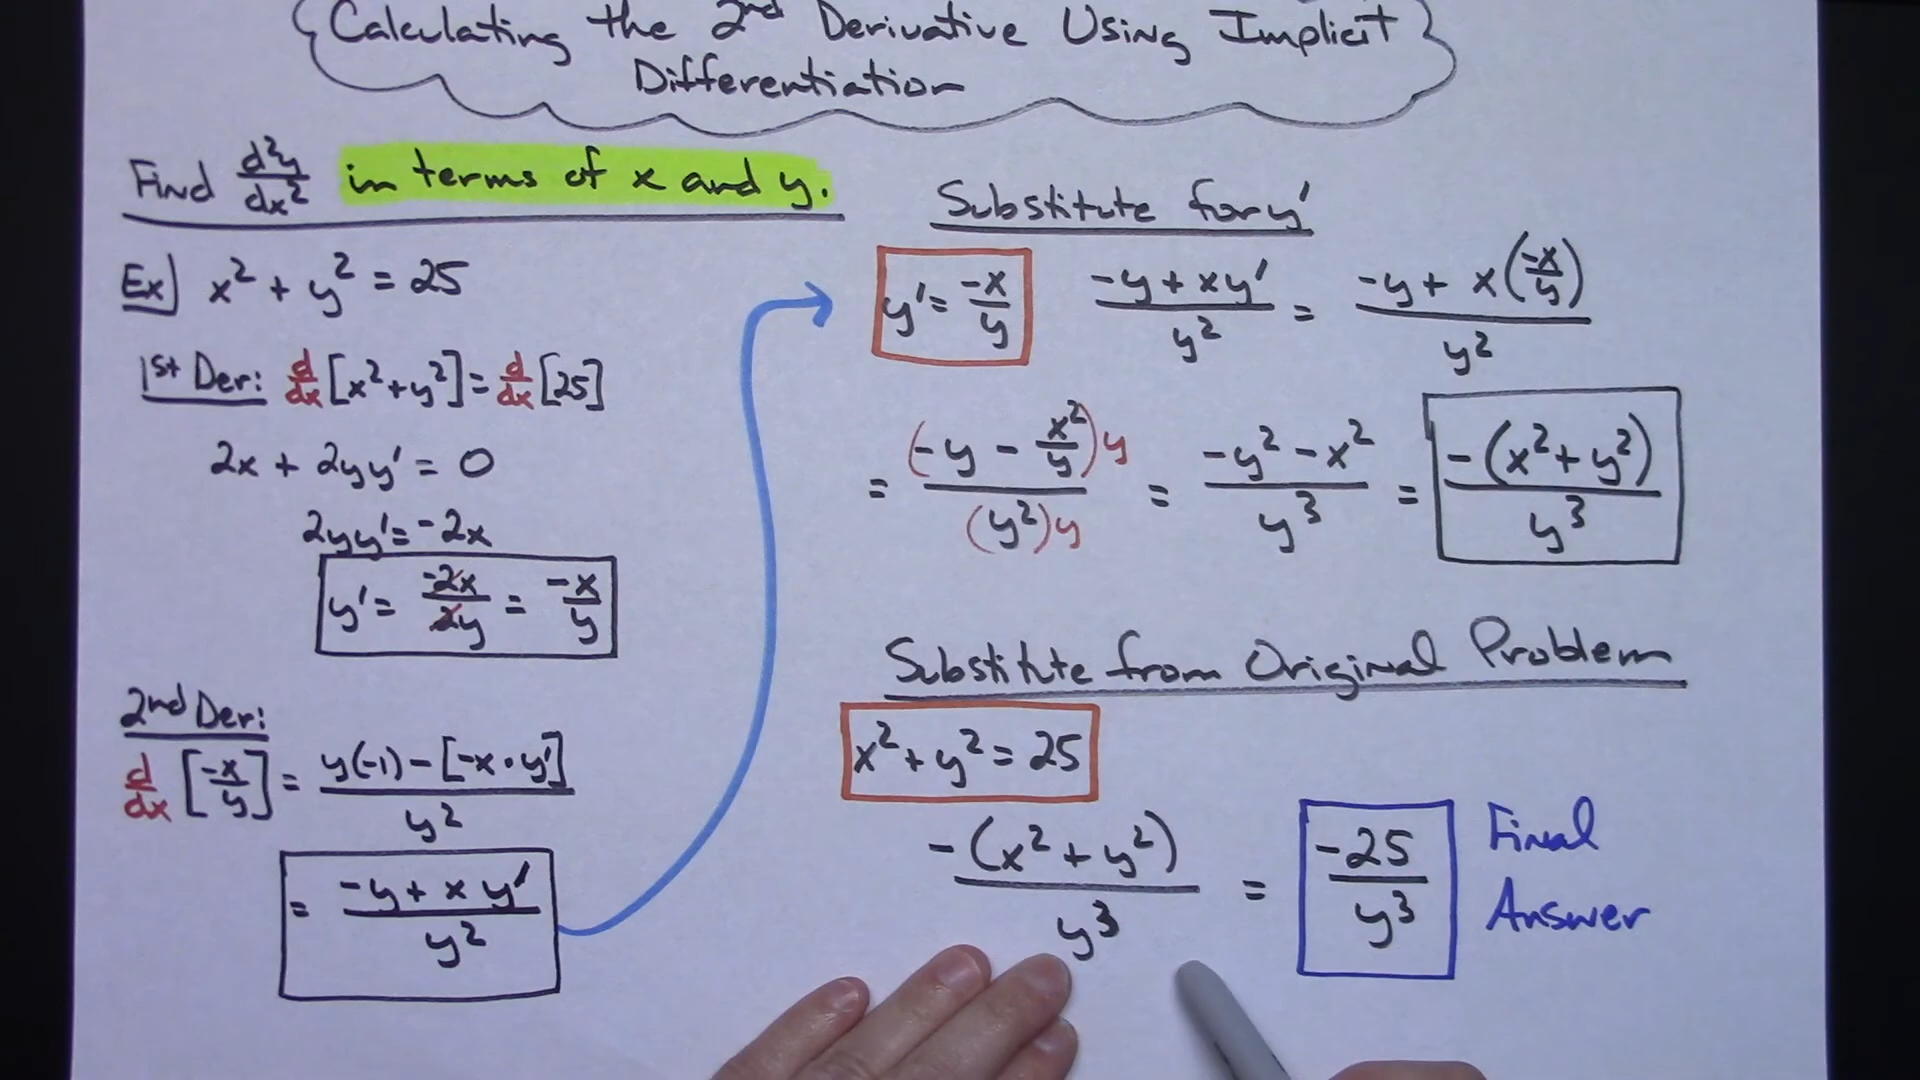 Calculating the 2nd Derivative Using Implicit
Differentiation
Find d²y/dx² in terms of x and y.
Ex] x² + y² = 25
1st Der: d/dx [x² + y²] = d/dx [25]
2x + 2yy' = 0
2yy' = -2x
y' = -2x/2y = -x/y
2nd Der:
d/dx [-x/y] = y(-1) - [-x · y'] / y²
= -y + x y' / y²
Substitute for y'
y' = -x/y   -y + xy' / y² = -y + x(-x/y) / y²
= (-y - x²/y)y / (y²)y = -y² - x² / y³ = -(x² + y²) / y³
Substitute from Original Problem
x² + y² = 25
-(x² + y²) / y³ = -25 / y³ Final
Answer